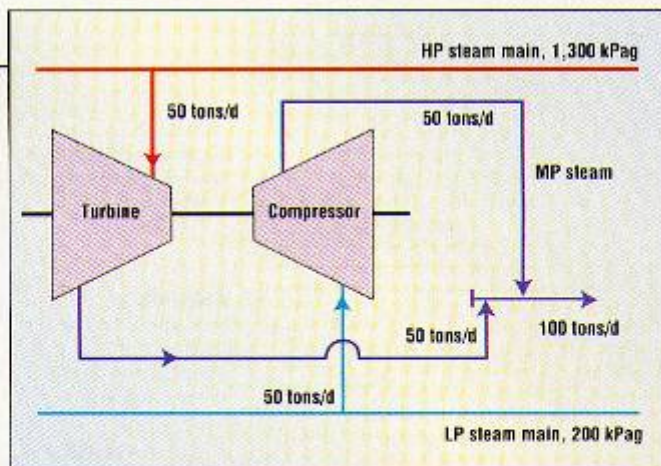 HP steam main, 1,300 kPag
50 tons/d
50 tons/d
MP steam
Turbine
Compressor
50 tons/d
100 tons/d
50 tons/d
LP steam main, 200 kPag